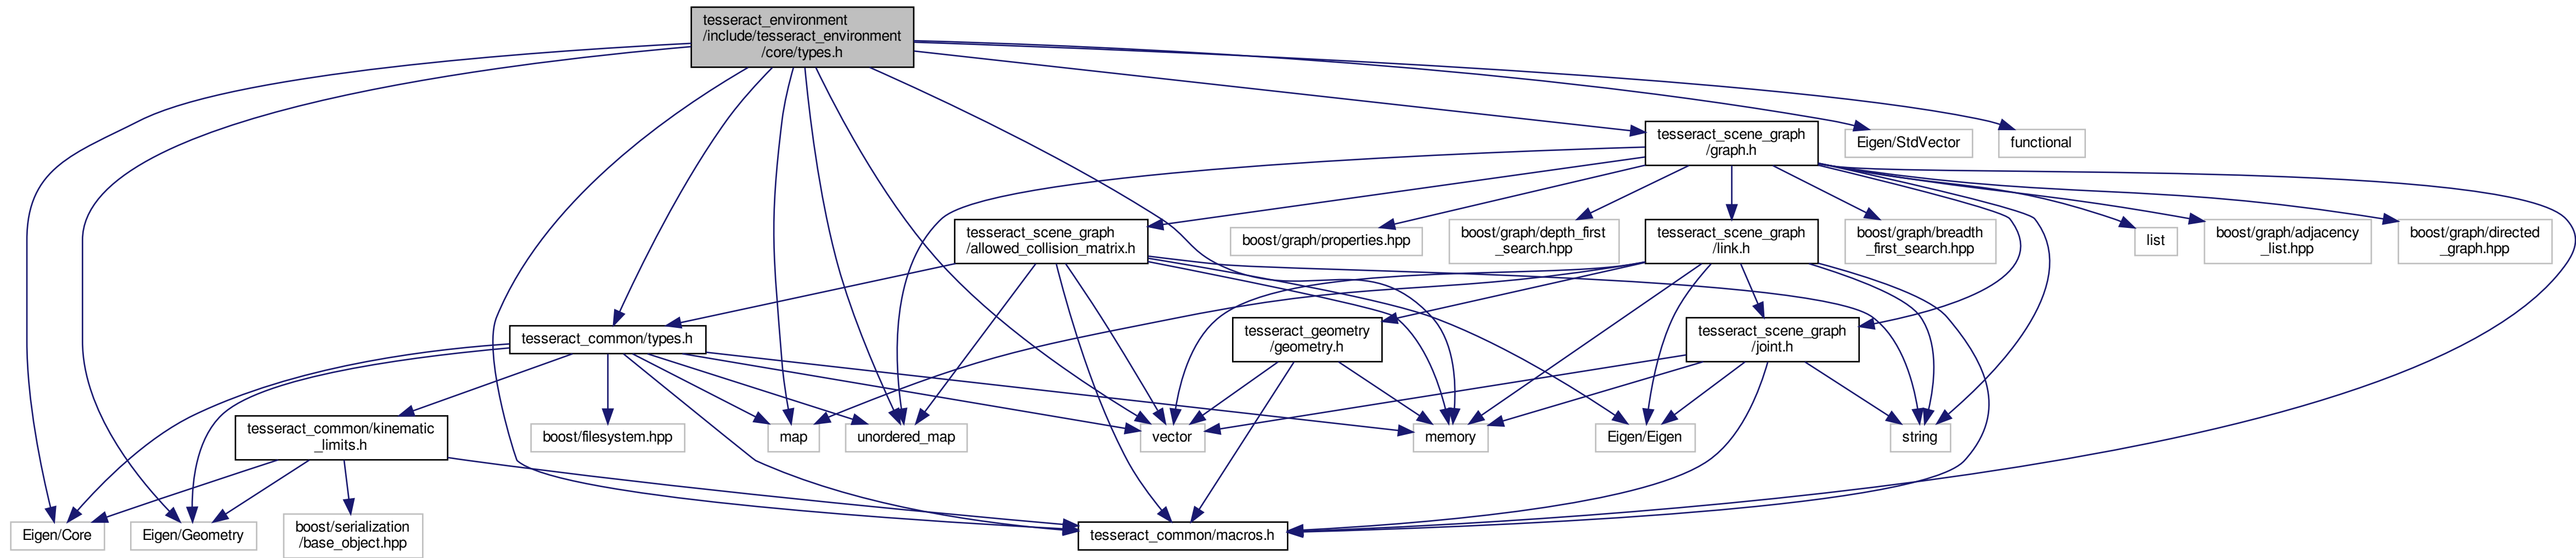 tesseract_environment
/include/tesseract_environment
/core/types.h
tesseract_scene_graph
/graph.h
Eigen/StdVector
functional
tesseract_scene_graph
/allowed_collision_matrix.h
boost/graph/properties.hpp
boost/graph/depth_first
_search.hpp
tesseract_scene_graph
/link.h
boost/graph/breadth
_first_search.hpp
list
boost/graph/adjacency
_list.hpp
boost/graph/directed
_graph.hpp
tesseract_common/types.h
tesseract_geometry
/geometry.h
tesseract_scene_graph
/joint.h
tesseract_common/kinematic
_limits.h
boost/filesystem.hpp
map
unordered_map
vector
memory
Eigen/Eigen
string
Eigen/Core
Eigen/Geometry
boost/serialization
/base_object.hpp
tesseract_common/macros.h